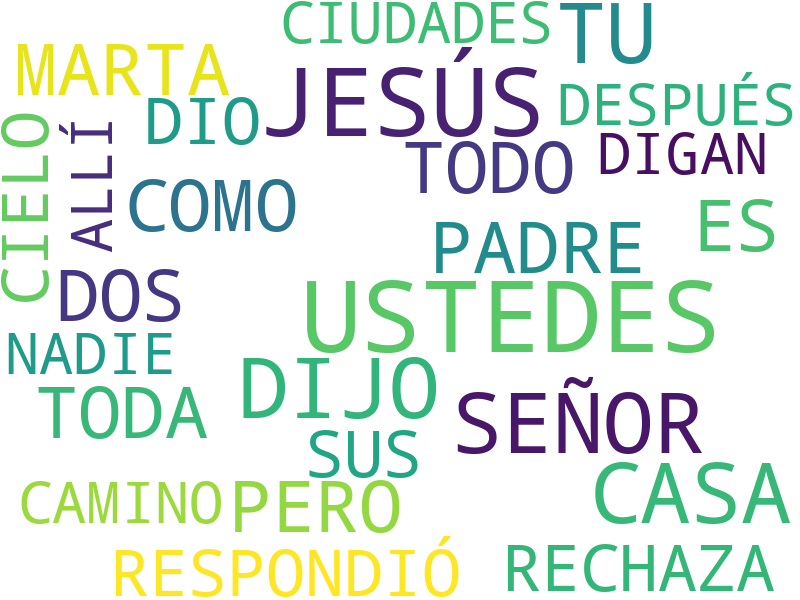 CIUDADES
TU
MARTA
JESÚS
DESPUÉS
DIO
CIELO
ALLÍ
TODO
DIGAN
COMO
ES
PADRE
DOS
USTEDES
NADIE
DIJO
TODA
SEÑOR
SUS
CASA
CAMINO
PERO
RESPONDIÓ
RECHAZA